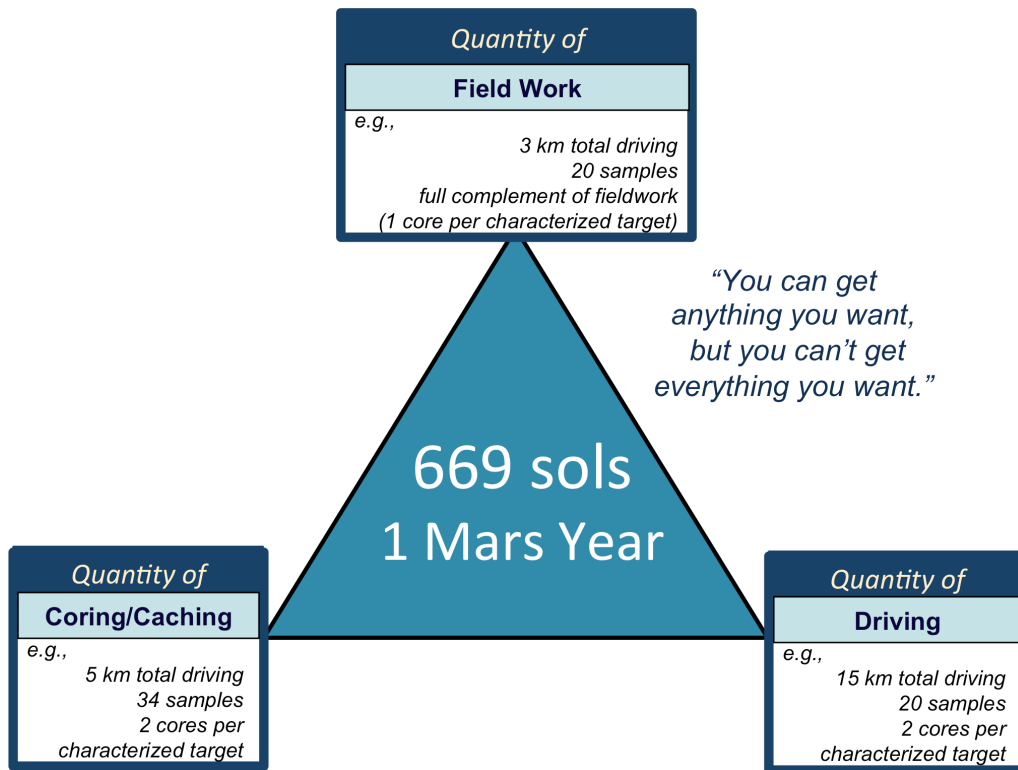 Quantity of
Field Work
e.g.,
3 km total driving
20 samples
full complement of fieldwork
(1 core per characterized target)
“You can get
anything you want,
but you can’t get
everything you want.”
669 sols
1 Mars Year
Quantity of
Coring/Caching
e.g.,
5 km total driving
34 samples
2 cores per
characterized target
Quantity of
Driving
e.g.,
15 km total driving
20 samples
2 cores per
characterized target